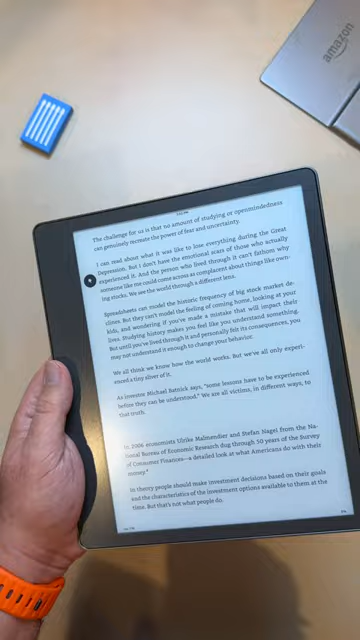 amazon
The challenge for us is that no amount of studying or openmindedness
can genuinely recreate the power of fear and uncertainty.
I can read about what it was like to lose everything during the Great
Depression. But I don't have the emotional scars of those who actually
experienced it. And the person who lived through it can't fathom why
someone like me could come across as complacent about things like own-
ing stocks. We see the world through a different lens.
Spreadsheets can model the historic frequency of big stock market de-
clines. But they can't model the feeling of coming home, looking at your
kids, and wondering if you've made a mistake that will impact their
lives. Studying history makes you feel like you understand something.
But until you've lived through it and personally felt its consequences, you
may not understand it enough to change your behavior.
We all think we know how the world works. But we've all only experi-
enced a tiny sliver of it.
As investor Michael Batnick says, "some lessons have to be experienced
before they can be understood." We are all victims, in different ways, to
that truth.
In 2006 economists Ulrike Malmendier and Stefan Nagel from the Na-
tional Bureau of Economic Research dug through 50 years of the Survey
of Consumer Finances—a detailed look at what Americans do with their
money.
In theory people should make investment decisions based on their goals
and the characteristics of the investment options available to them at the
time. But that's not what people do.